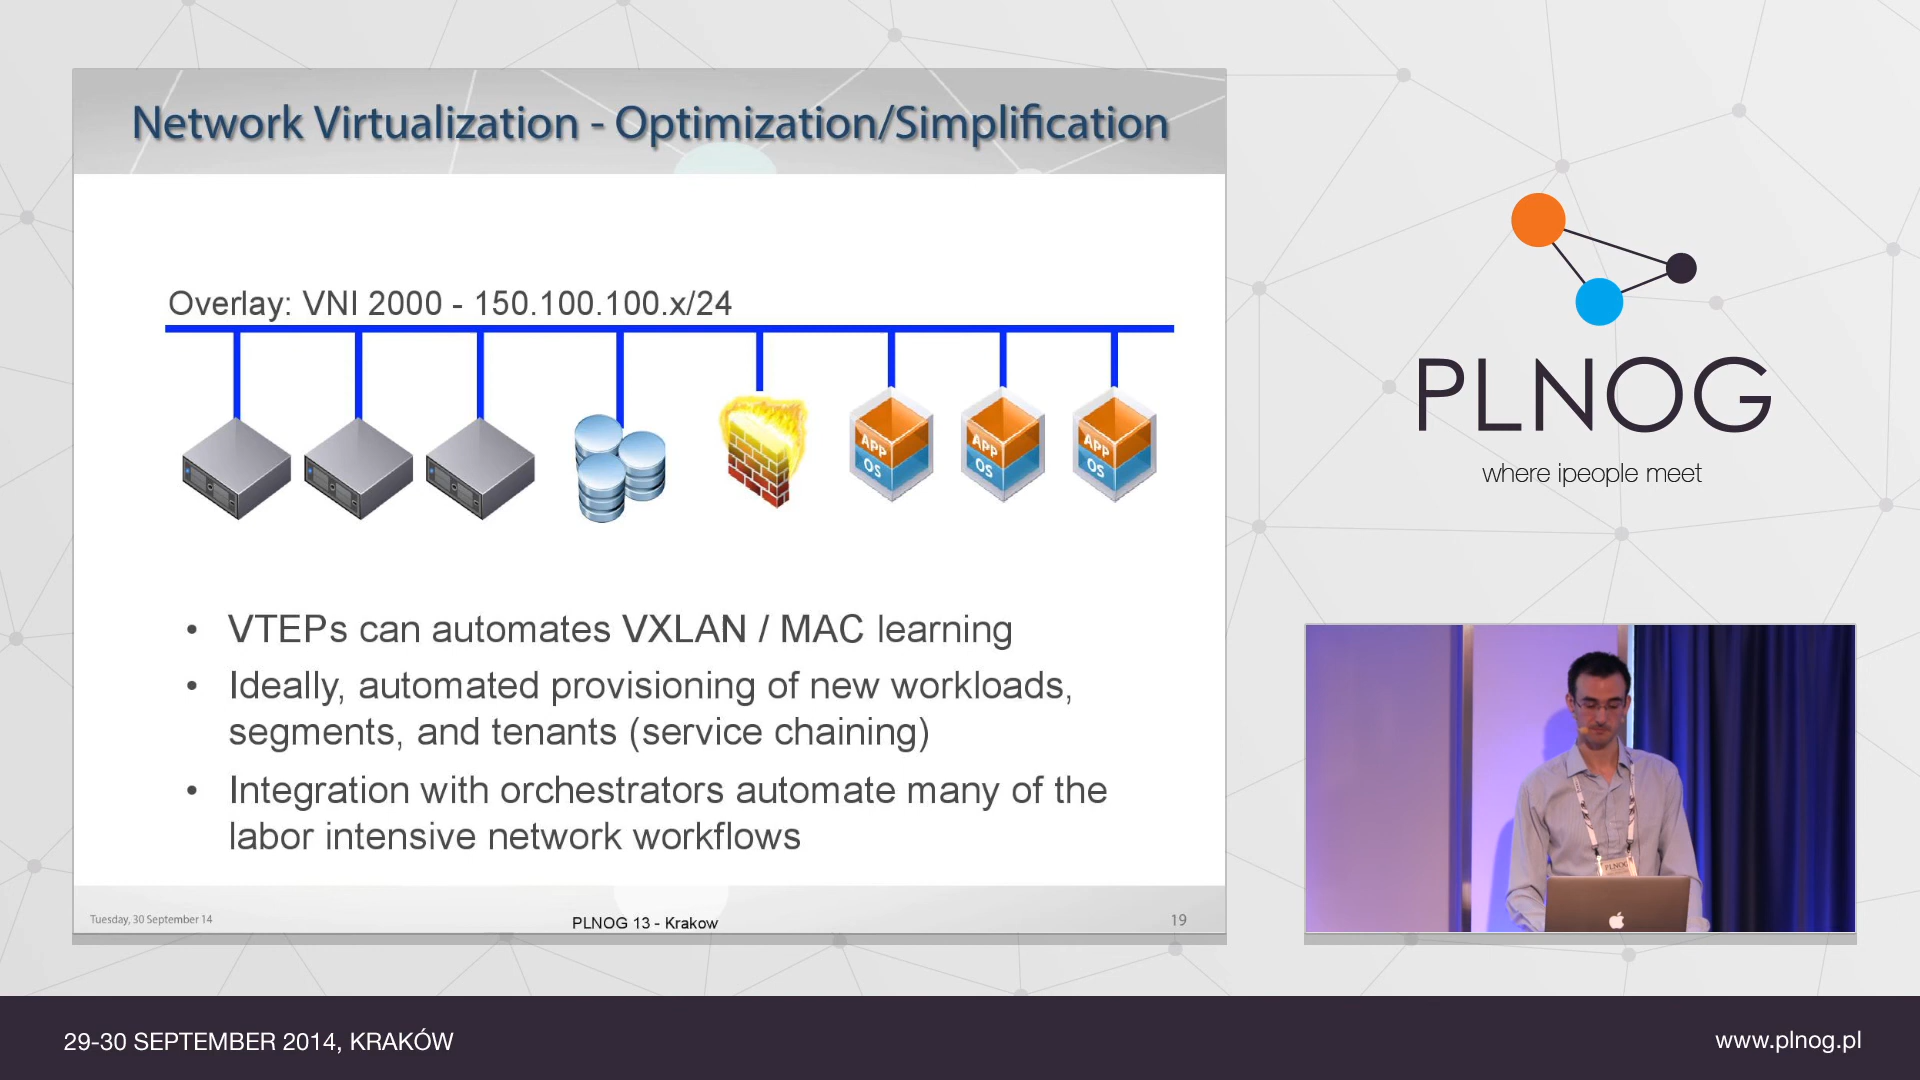 Network Virtualization - Optimization/Simplification
Overlay: VNI 2000 - 150.100.100.x/24
APP
OS
APP
OS
APP
OS
• VTEPs can automates VXLAN / MAC learning
• Ideally, automated provisioning of new workloads,
segments, and tenants (service chaining)
• Integration with orchestrators automate many of the
labor intensive network workflows
Tuesday, 30 September 14
PLNOG 13 - Krakow
19
PLNOG
where ipeople meet
PLNOG
29-30 SEPTEMBER 2014, KRAKÓW
www.plnog.pl